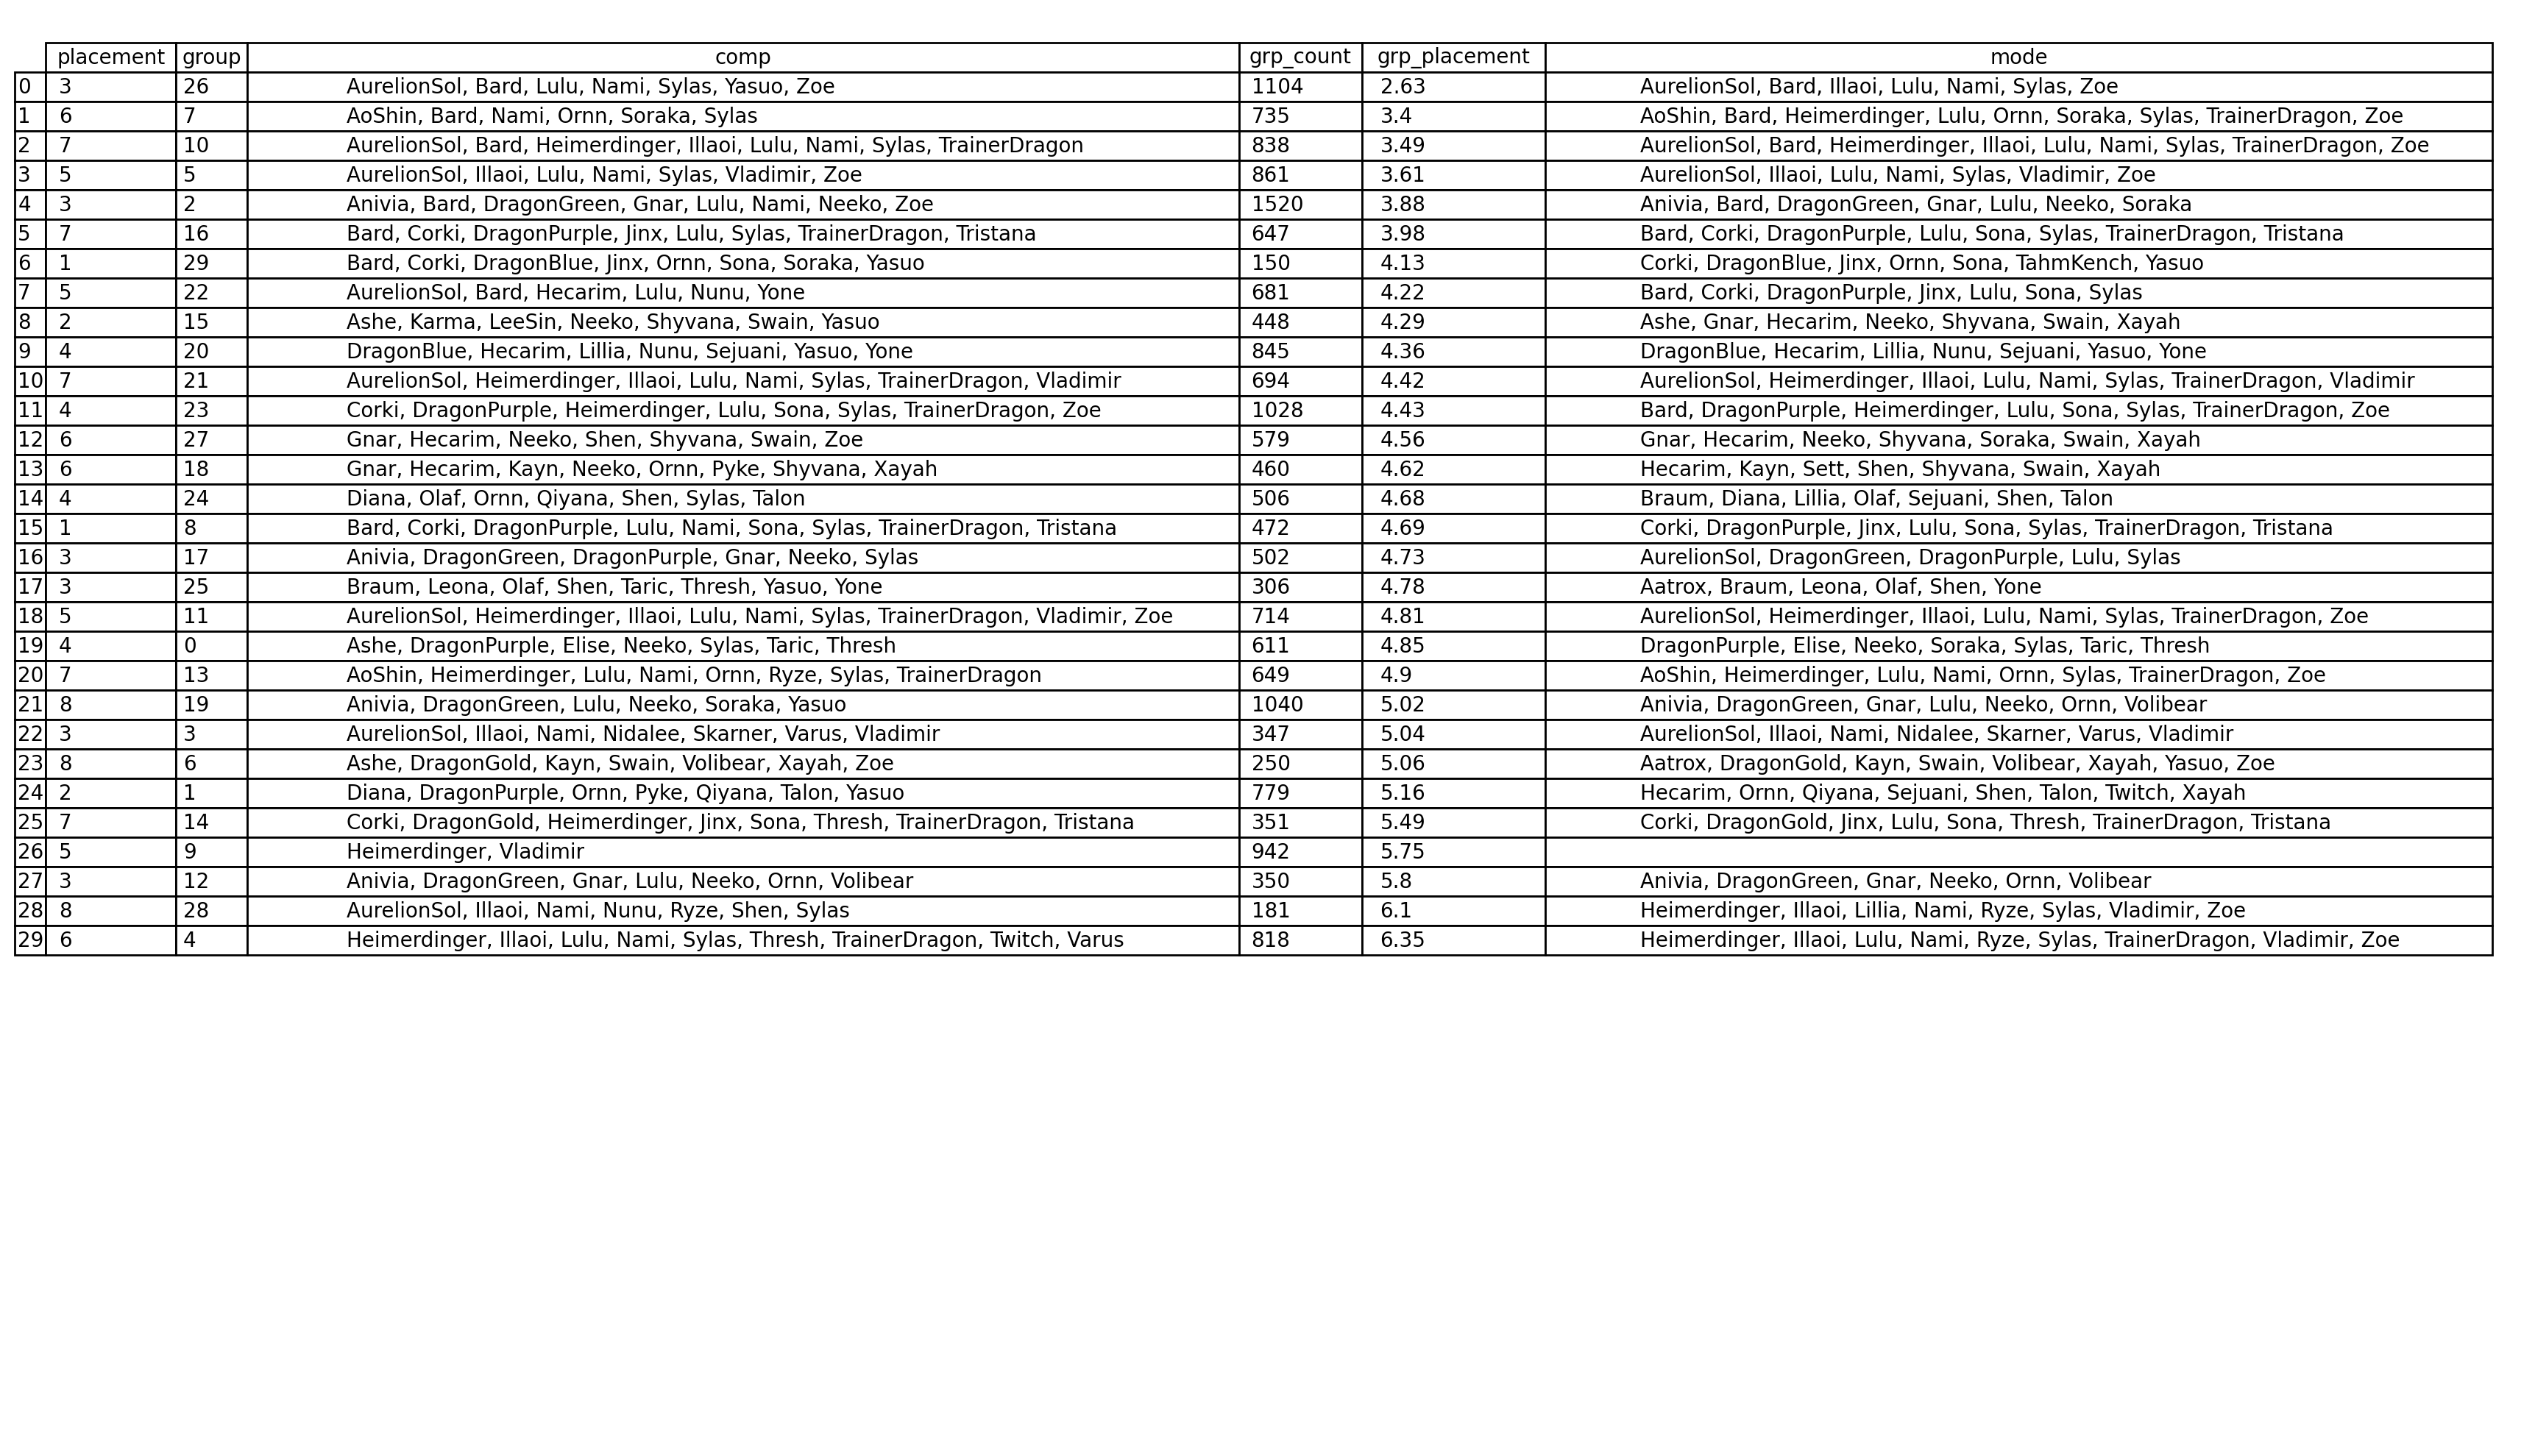 placement group comp grp_count grp_placement mode
0 3 26 AurelionSol, Bard, Lulu, Nami, Sylas, Yasuo, Zoe 1104 2.63 AurelionSol, Bard, Illaoi, Lulu, Nami, Sylas, Zoe
1 6 7 AoShin, Bard, Nami, Ornn, Soraka, Sylas 735 3.4 AoShin, Bard, Heimerdinger, Lulu, Ornn, Soraka, Sylas, TrainerDragon, Zoe
2 7 10 AurelionSol, Bard, Heimerdinger, Illaoi, Lulu, Nami, Sylas, TrainerDragon 838 3.49 AurelionSol, Bard, Heimerdinger, Illaoi, Lulu, Nami, Sylas, TrainerDragon, Zoe
3 5 5 AurelionSol, Illaoi, Lulu, Nami, Sylas, Vladimir, Zoe 861 3.61 AurelionSol, Illaoi, Lulu, Nami, Sylas, Vladimir, Zoe
4 3 2 Anivia, Bard, DragonGreen, Gnar, Lulu, Nami, Neeko, Zoe 1520 3.88 Anivia, Bard, DragonGreen, Gnar, Lulu, Neeko, Soraka
5 7 16 Bard, Corki, DragonPurple, Jinx, Lulu, Sylas, TrainerDragon, Tristana 647 3.98 Bard, Corki, DragonPurple, Lulu, Sona, Sylas, TrainerDragon, Tristana
6 1 29 Bard, Corki, DragonBlue, Jinx, Ornn, Sona, Soraka, Yasuo 150 4.13 Corki, DragonBlue, Jinx, Ornn, Sona, TahmKench, Yasuo
7 5 22 AurelionSol, Bard, Hecarim, Lulu, Nunu, Yone 681 4.22 Bard, Corki, DragonPurple, Jinx, Lulu, Sona, Sylas
8 2 15 Ashe, Karma, LeeSin, Neeko, Shyvana, Swain, Yasuo 448 4.29 Ashe, Gnar, Hecarim, Neeko, Shyvana, Swain, Xayah
9 4 20 DragonBlue, Hecarim, Lillia, Nunu, Sejuani, Yasuo, Yone 845 4.36 DragonBlue, Hecarim, Lillia, Nunu, Sejuani, Yasuo, Yone
10 7 21 AurelionSol, Heimerdinger, Illaoi, Lulu, Nami, Sylas, TrainerDragon, Vladimir 694 4.42 AurelionSol, Heimerdinger, Illaoi, Lulu, Nami, Sylas, TrainerDragon, Vladimir
11 4 23 Corki, DragonPurple, Heimerdinger, Lulu, Sona, Sylas, TrainerDragon, Zoe 1028 4.43 Bard, DragonPurple, Heimerdinger, Lulu, Sona, Sylas, TrainerDragon, Zoe
12 6 27 Gnar, Hecarim, Neeko, Shen, Shyvana, Swain, Zoe 579 4.56 Gnar, Hecarim, Neeko, Shyvana, Soraka, Swain, Xayah
13 6 18 Gnar, Hecarim, Kayn, Neeko, Ornn, Pyke, Shyvana, Xayah 460 4.62 Hecarim, Kayn, Sett, Shen, Shyvana, Swain, Xayah
14 4 24 Diana, Olaf, Ornn, Qiyana, Shen, Sylas, Talon 506 4.68 Braum, Diana, Lillia, Olaf, Sejuani, Shen, Talon
15 1 8 Bard, Corki, DragonPurple, Lulu, Nami, Sona, Sylas, TrainerDragon, Tristana 472 4.69 Corki, DragonPurple, Jinx, Lulu, Sona, Sylas, TrainerDragon, Tristana
16 3 17 Anivia, DragonGreen, DragonPurple, Gnar, Neeko, Sylas 502 4.73 AurelionSol, DragonGreen, DragonPurple, Lulu, Sylas
17 3 25 Braum, Leona, Olaf, Shen, Taric, Thresh, Yasuo, Yone 306 4.78 Aatrox, Braum, Leona, Olaf, Shen, Yone
18 5 11 AurelionSol, Heimerdinger, Illaoi, Lulu, Nami, Sylas, TrainerDragon, Vladimir, Zoe 714 4.81 AurelionSol, Heimerdinger, Illaoi, Lulu, Nami, Sylas, TrainerDragon, Zoe
19 4 0 Ashe, DragonPurple, Elise, Neeko, Sylas, Taric, Thresh 611 4.85 DragonPurple, Elise, Neeko, Soraka, Sylas, Taric, Thresh
20 7 13 AoShin, Heimerdinger, Lulu, Nami, Ornn, Ryze, Sylas, TrainerDragon 649 4.9 AoShin, Heimerdinger, Lulu, Nami, Ornn, Sylas, TrainerDragon, Zoe
21 8 19 Anivia, DragonGreen, Lulu, Neeko, Soraka, Yasuo 1040 5.02 Anivia, DragonGreen, Gnar, Lulu, Neeko, Ornn, Volibear
22 3 3 AurelionSol, Illaoi, Nami, Nidalee, Skarner, Varus, Vladimir 347 5.04 AurelionSol, Illaoi, Nami, Nidalee, Skarner, Varus, Vladimir
23 8 6 Ashe, DragonGold, Kayn, Swain, Volibear, Xayah, Zoe 250 5.06 Aatrox, DragonGold, Kayn, Swain, Volibear, Xayah, Yasuo, Zoe
24 2 1 Diana, DragonPurple, Ornn, Pyke, Qiyana, Talon, Yasuo 779 5.16 Hecarim, Ornn, Qiyana, Sejuani, Shen, Talon, Twitch, Xayah
25 7 14 Corki, DragonGold, Heimerdinger, Jinx, Sona, Thresh, TrainerDragon, Tristana 351 5.49 Corki, DragonGold, Jinx, Lulu, Sona, Thresh, TrainerDragon, Tristana
26 5 9 Heimerdinger, Vladimir 942 5.75
27 3 12 Anivia, DragonGreen, Gnar, Lulu, Neeko, Ornn, Volibear 350 5.8 Anivia, DragonGreen, Gnar, Neeko, Ornn, Volibear
28 8 28 AurelionSol, Illaoi, Nami, Nunu, Ryze, Shen, Sylas 181 6.1 Heimerdinger, Illaoi, Lillia, Nami, Ryze, Sylas, Vladimir, Zoe
29 6 4 Heimerdinger, Illaoi, Lulu, Nami, Sylas, Thresh, TrainerDragon, Twitch, Varus 818 6.35 Heimerdinger, Illaoi, Lulu, Nami, Ryze, Sylas, TrainerDragon, Vladimir, Zoe